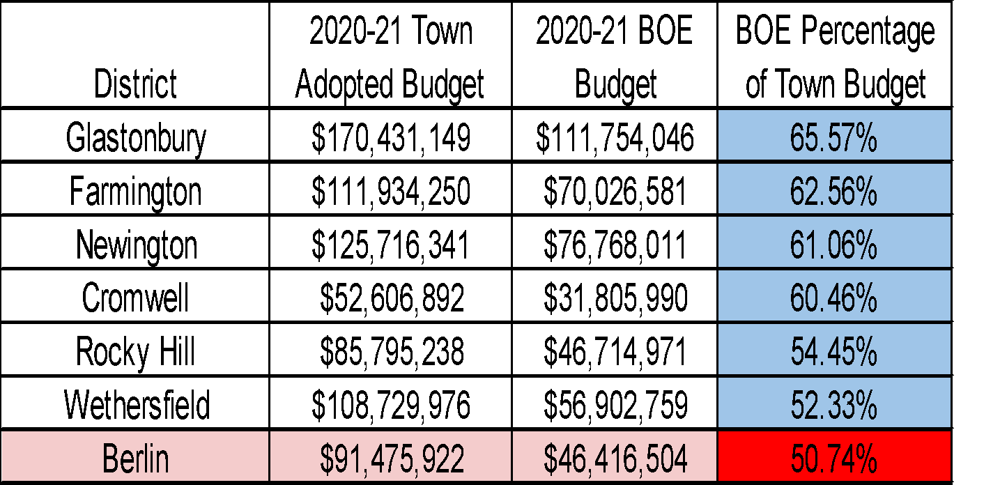 District 2020-21 Town Adopted Budget 2020-21 BOE Budget BOE Percentage of Town Budget
Glastonbury $170,431,149 $111,754,046 65.57%
Farmington $111,934,250 $70,026,581 62.56%
Newington $125,716,341 $76,768,011 61.06%
Cromwell $52,606,892 $31,805,990 60.46%
Rocky Hill $85,795,238 $46,714,971 54.45%
Wethersfield $108,729,976 $56,902,759 52.33%
Berlin $91,475,922 $46,416,504 50.74%